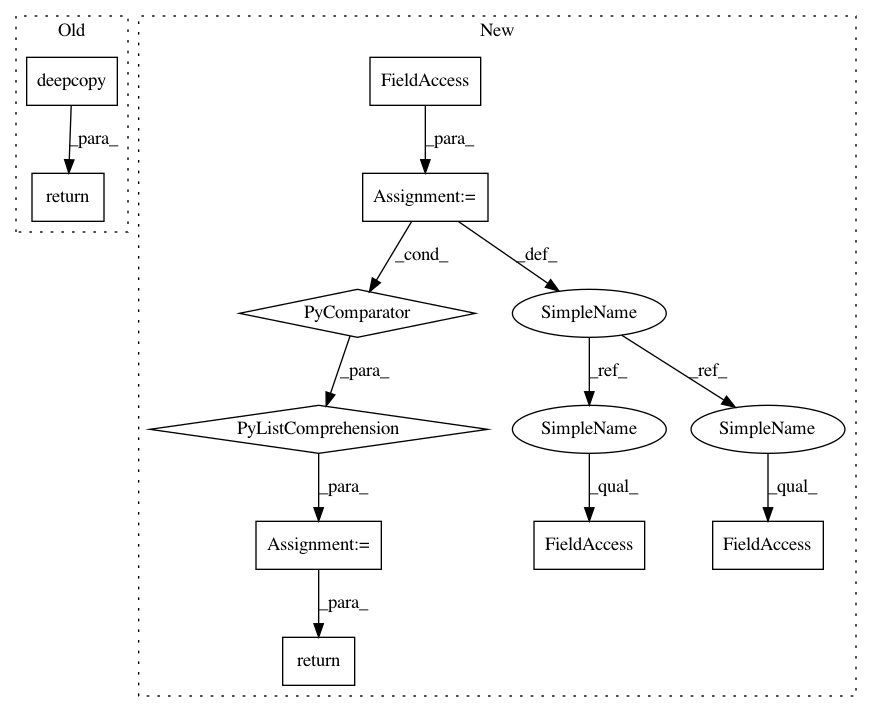 Old
New
deepcopy
FieldAccess
_para_
_para_
return
Assignment:=
_cond_
_def_
PyComparator
SimpleName
_para_
_ref_
_ref_
PyListComprehension
SimpleName
SimpleName
_para_
_qual_
_qual_
Assignment:=
FieldAccess
FieldAccess
_para_
return